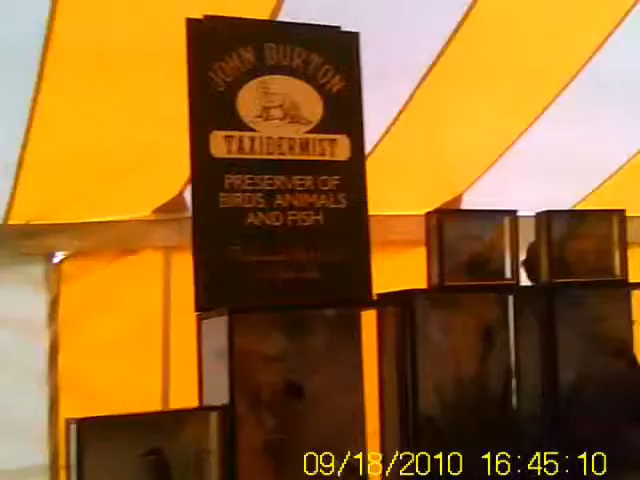 JOHN BURTON
TAXIDERMIST
PRESERVER OF
BIRDS, ANIMALS
AND FISH
09/18/2010 16:45:10